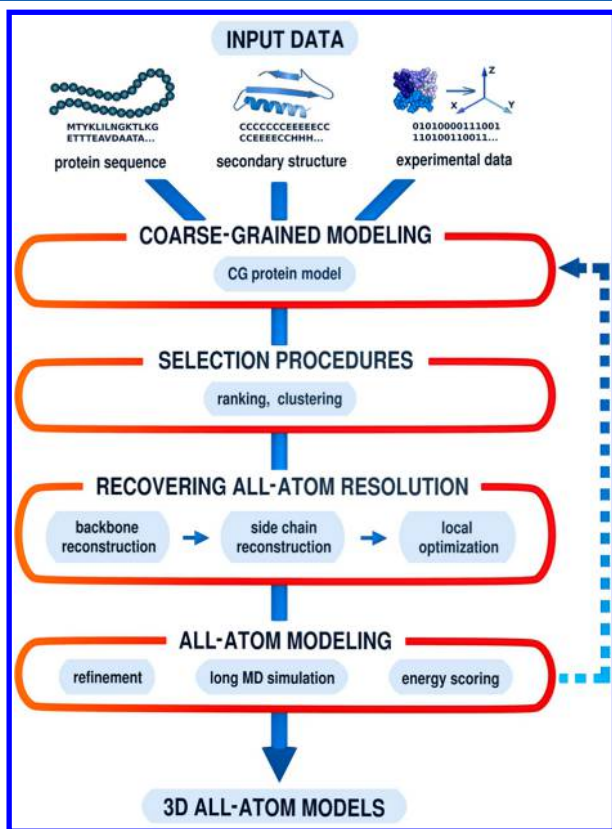 INPUT DATA
MTYKLILNGKTLKG
ETTTEAVDAATA...
protein sequence
CCCCCCCEEEEECC
CCEEEECCHHH...
secondary structure
Z
X
Y
01010000111001
110100110011...
experimental data
COARSE-GRAINED MODELING
CG protein model
SELECTION PROCEDURES
ranking, clustering
RECOVERING ALL-ATOM RESOLUTION
backbone
reconstruction
side chain
reconstruction
local
optimization
ALL-ATOM MODELING
refinement
long MD simulation
energy scoring
3D ALL-ATOM MODELS